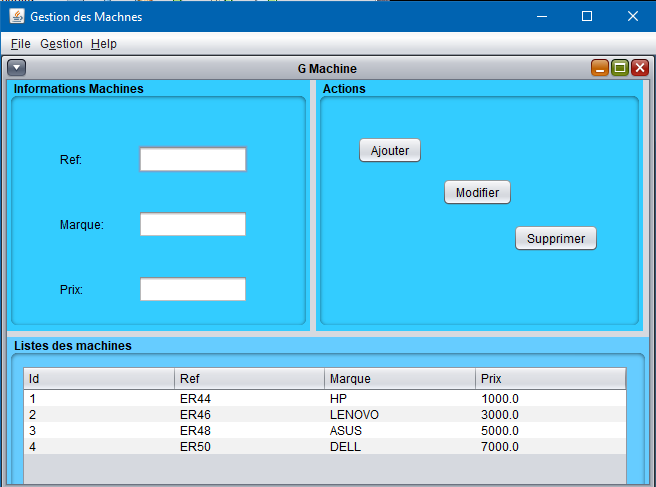 Gestion des Machnes
File Gestion Help
G Machine
Informations Machines
Actions
Ref:
Ajouter
Modifier
Marque:
Supprimer
Prix:
Listes des machines
Id Ref Marque Prix
1 ER44 HP 1000.0
2 ER46 LENOVO 3000.0
3 ER48 ASUS 5000.0
4 ER50 DELL 7000.0